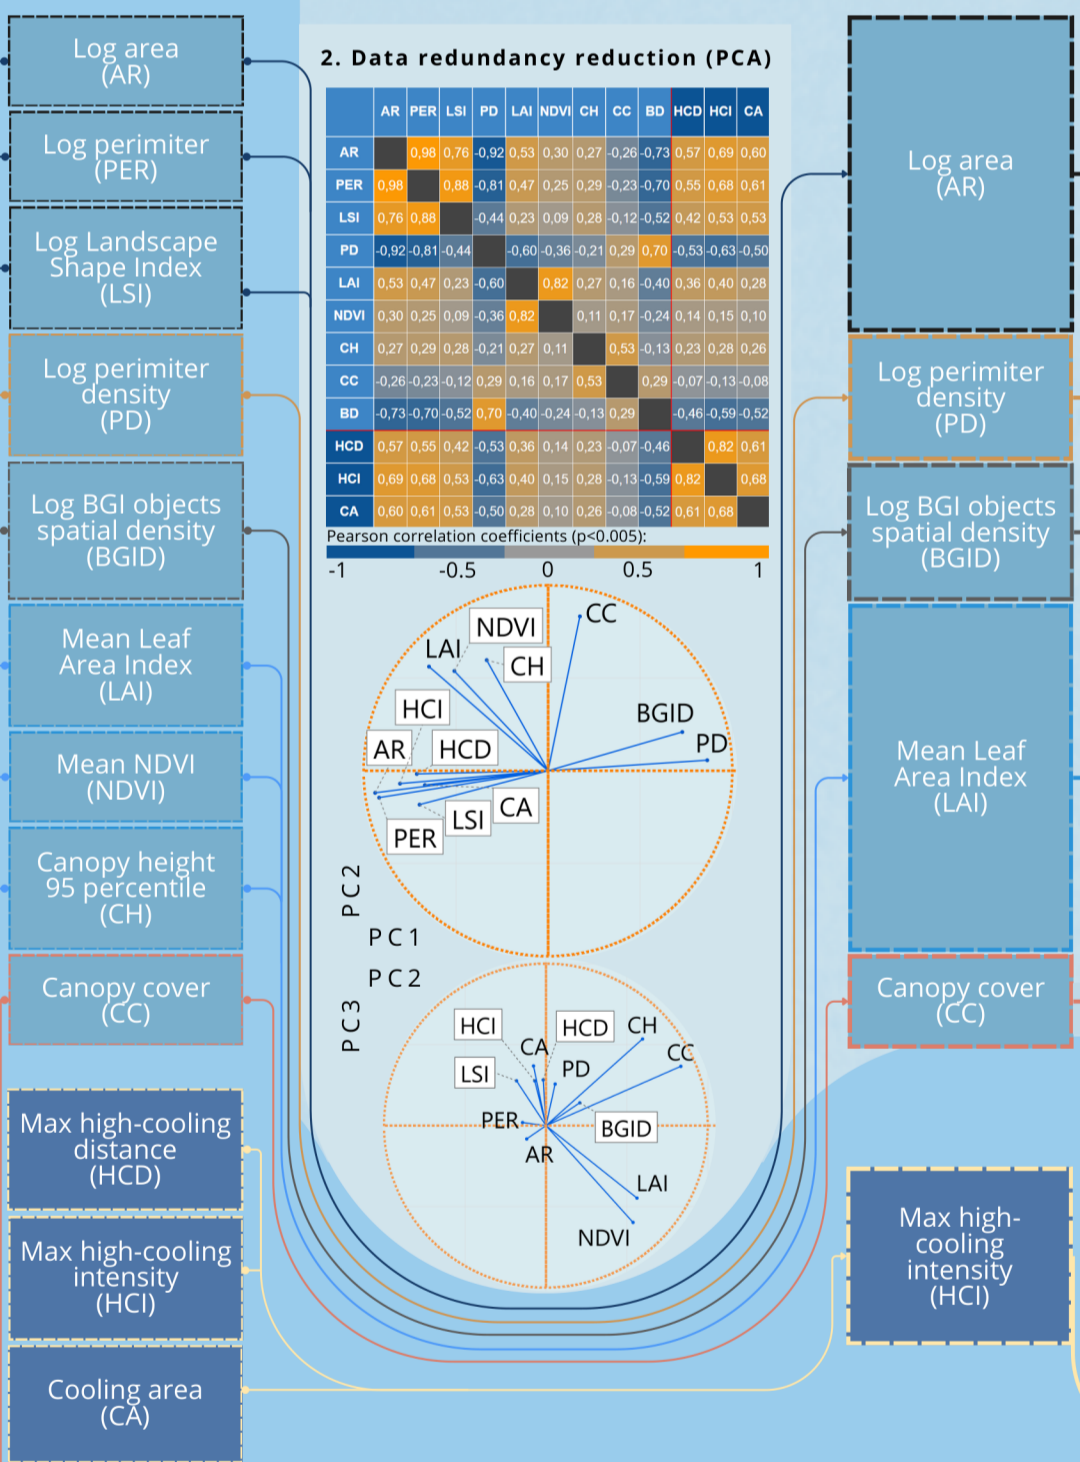 Log area
(AR)
Log perimiter
(PER)
Log Landscape
Shape Index
(LSI)
Log perimiter
density
(PD)
Log BGI objects
spatial density
(BGID)
Mean Leaf
Area Index
(LAI)
Mean NDVI
(NDVI)
Canopy height
95 percentile
(CH)
Canopy cover
(CC)
Max high-cooling
distance
(HCD)
Max high-cooling
intensity
(HCI)
Cooling area
(CA)
2. Data redundancy reduction (PCA)
AR PER LSI PD LAI NDVI CH CC BD HCD HCI CA
AR 0,98 0,76 -0,92 0,53 0,30 0,27 -0,26 -0,73 0,57 0,69 0,60
PER 0,98 0,88 -0,81 0,47 0,25 0,29 -0,23 -0,70 0,55 0,68 0,61
LSI 0,76 0,88 -0,44 0,23 0,09 0,28 -0,12 -0,52 0,42 0,53 0,53
PD -0,92 -0,81 -0,44 -0,60 -0,36 -0,21 0,29 0,70 -0,53 -0,63 -0,50
LAI 0,53 0,47 0,23 -0,60 0,82 0,27 0,16 -0,40 0,36 0,40 0,28
NDVI 0,30 0,25 0,09 -0,36 0,82 0,11 0,17 -0,24 0,14 0,15 0,10
CH 0,27 0,29 0,28 -0,21 0,27 0,11 0,53 -0,13 0,23 0,28 0,26
CC -0,26 -0,23 -0,12 0,29 0,16 0,17 0,53 0,29 -0,07 -0,13 -0,08
BD -0,73 -0,70 -0,52 0,70 -0,40 -0,24 -0,13 0,29 -0,46 -0,59 -0,52
HCD 0,57 0,55 0,42 -0,53 0,36 0,14 0,23 -0,07 -0,46 0,82 0,61
HCI 0,69 0,68 0,53 -0,63 0,40 0,15 0,28 -0,13 -0,59 0,82 0,68
CA 0,60 0,61 0,53 -0,50 0,28 0,10 0,26 -0,08 -0,52 0,61 0,68
Pearson correlation coefficients (p<0.005):
-1 -0.5 0 0.5 1
CC
NDVI
LAI
CH
HCI
BGID
AR
HCD
PD
CA
LSI
PER
PC2
PC1
PC2
PC3
HCI
HCD
CH
CA
CC
LSI
PD
PER
BGID
AR
LAI
NDVI
Log area
(AR)
Log perimiter
density
(PD)
Log BGI objects
spatial density
(BGID)
Mean Leaf
Area Index
(LAI)
Canopy cover
(CC)
Max high-
cooling
intensity
(HCI)